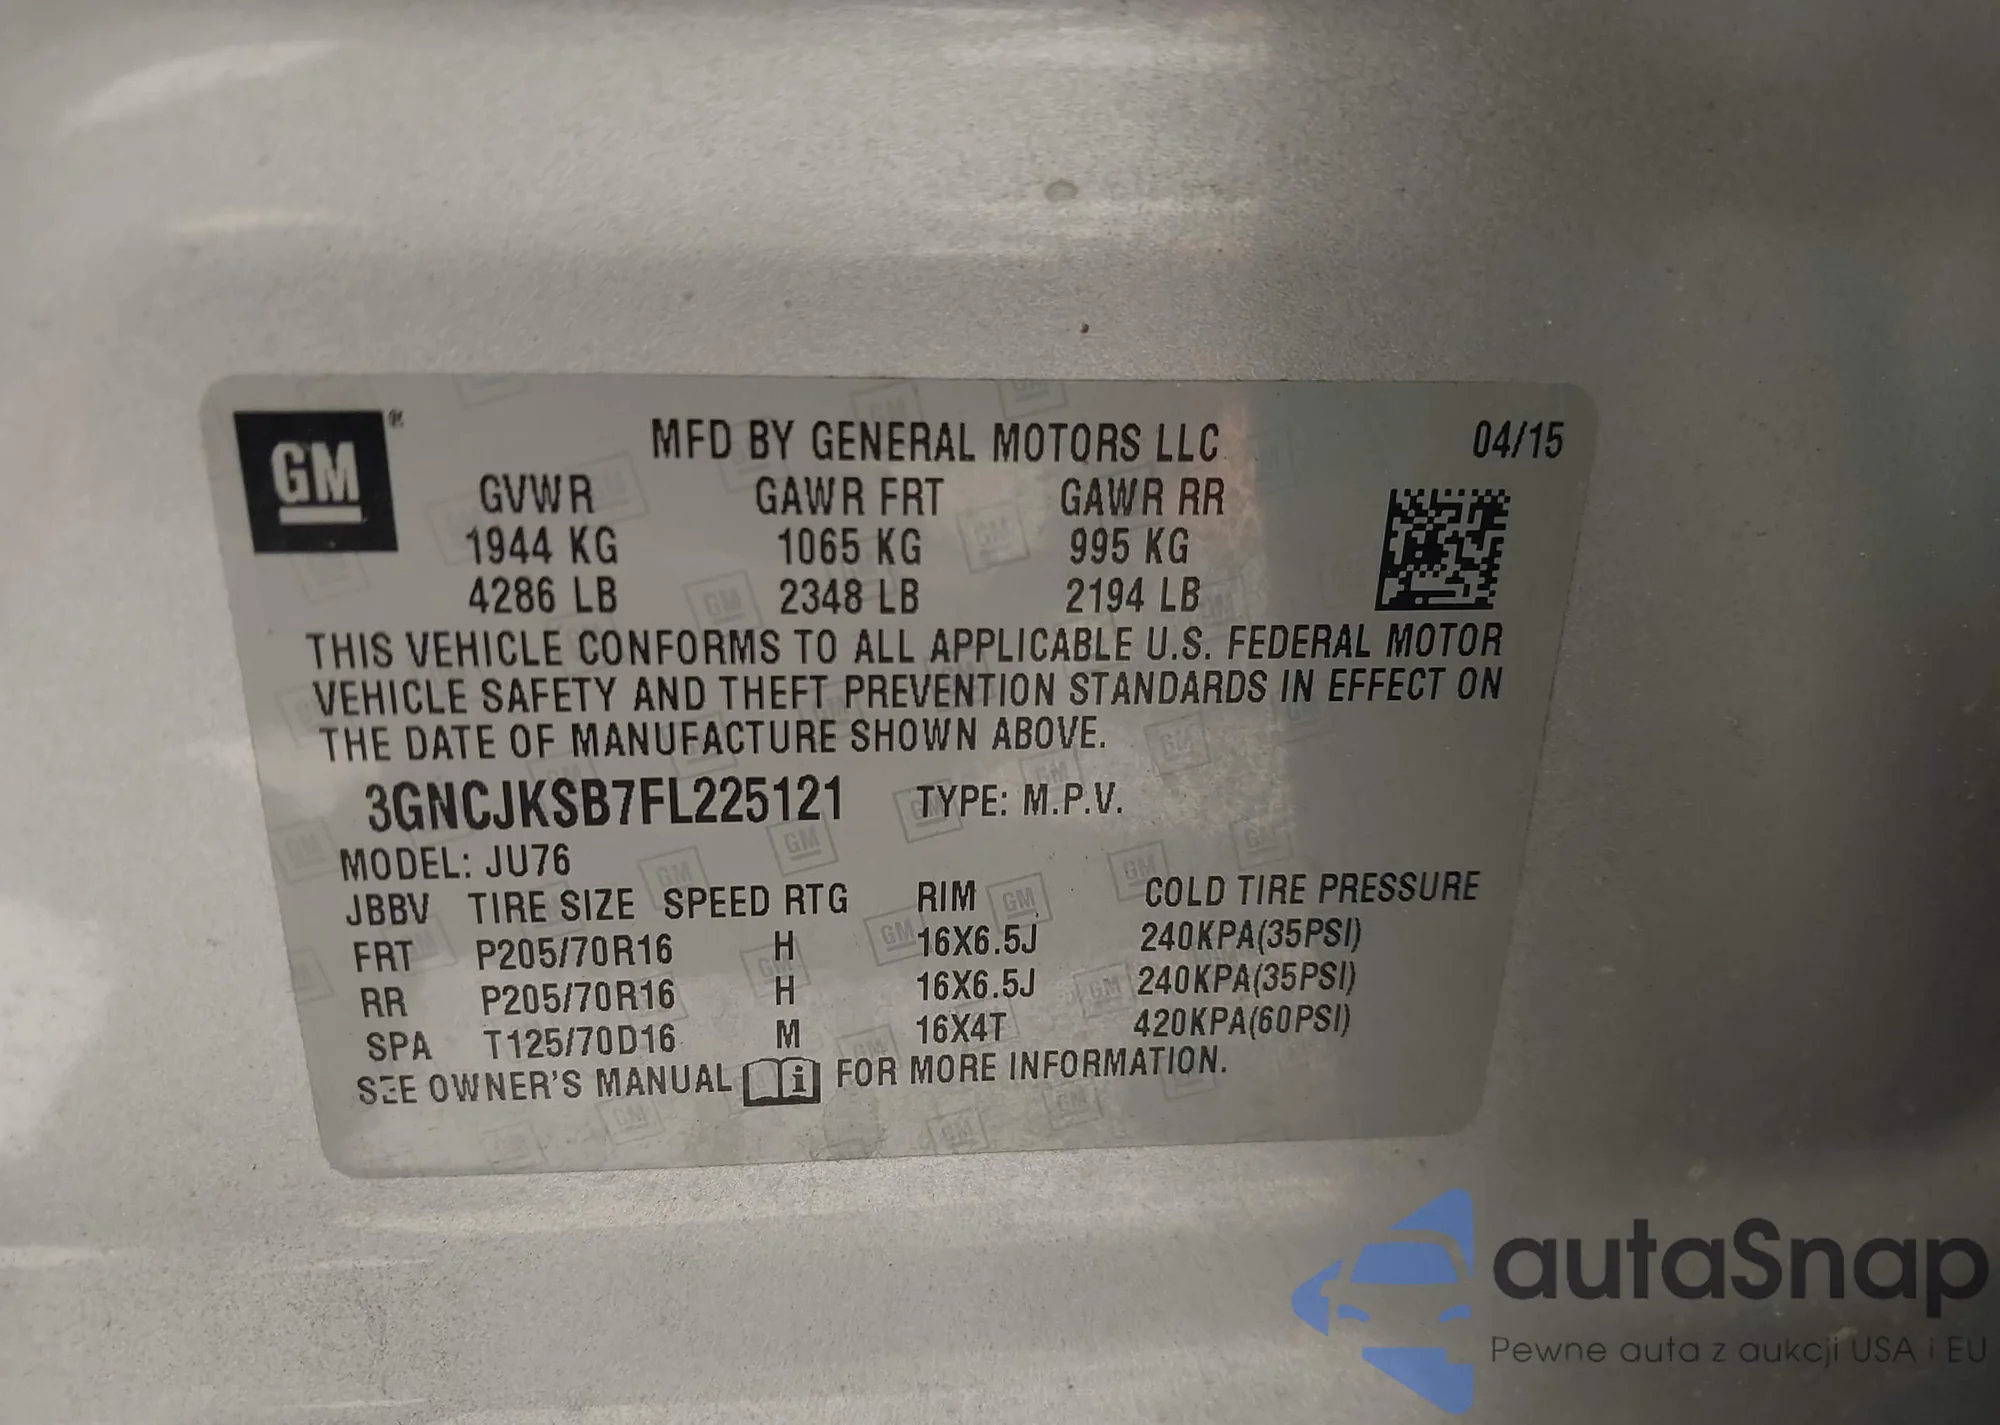 GM®
MFD BY GENERAL MOTORS LLC 04/15
GVWR GAWR FRT GAWR RR
1944 KG 1065 KG 995 KG
4286 LB 2348 LB 2194 LB
THIS VEHICLE CONFORMS TO ALL APPLICABLE U.S. FEDERAL MOTOR
VEHICLE SAFETY AND THEFT PREVENTION STANDARDS IN EFFECT ON
THE DATE OF MANUFACTURE SHOWN ABOVE.
3GNCJKSB7FL225121 TYPE: M.P.V.
MODEL: JU76
JBBV TIRE SIZE SPEED RTG RIM COLD TIRE PRESSURE
FRT P205/70R16 H 16X6.5J 240KPA(35PSI)
RR P205/70R16 H 16X6.5J 240KPA(35PSI)
SPA T125/70D16 M 16X4T 420KPA(60PSI)
SEE OWNER'S MANUAL i FOR MORE INFORMATION.
autaSnap
Pewne auta z aukcji USA i EU